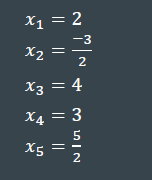 x₁ = 2
x₂ = −3/2
x₃ = 4
x₄ = 3
x₅ = 5/2